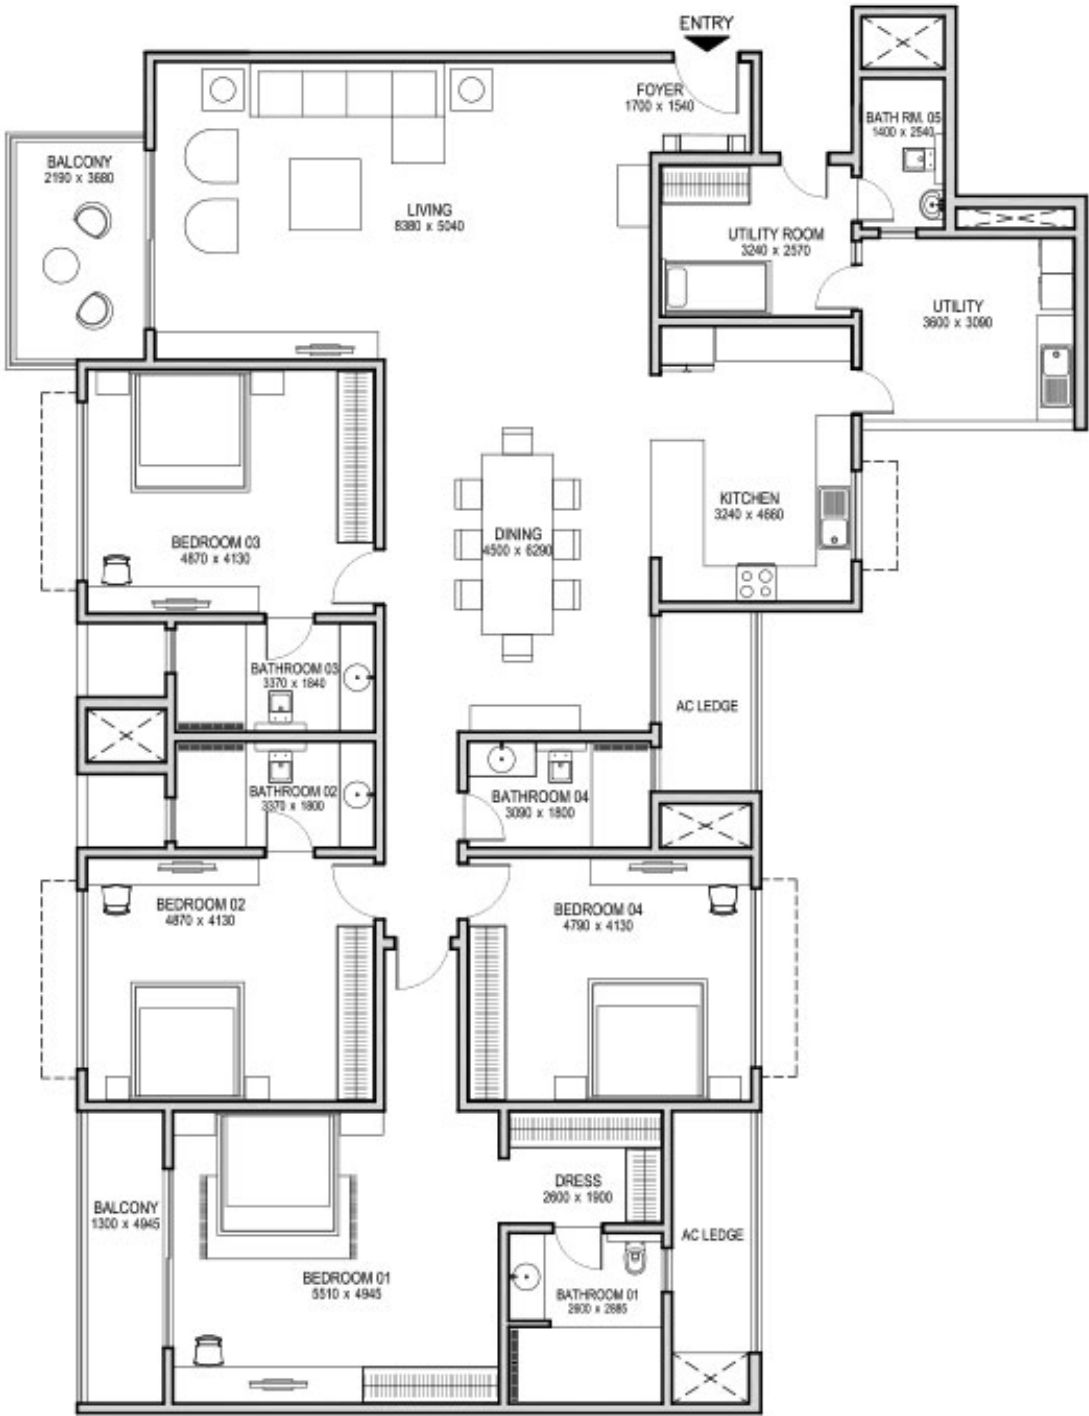 ENTRY
FOYER
1700 x 1540
BATH RM. 05
1400 x 2540
BALCONY
2190 x 3680
LIVING
8380 x 5040
UTILITY ROOM
3240 x 2570
UTILITY
3600 x 3090
KITCHEN
3240 x 4660
DINING
4500 x 6290
BEDROOM 03
4870 x 4130
BATHROOM 03
3370 x 1840
AC LEDGE
BATHROOM 02
3370 x 1800
BATHROOM 04
3090 x 1800
BEDROOM 02
4870 x 4130
BEDROOM 04
4790 x 4130
DRESS
2600 x 1900
BALCONY
1300 x 4945
AC LEDGE
BEDROOM 01
5510 x 4945
BATHROOM 01
2600 x 2885